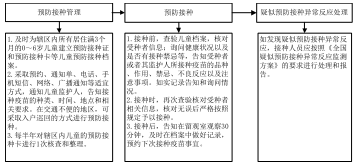 预防接种管理
预防接种
疑似预防接种异常反应处理
1.及时为辖区内所有居住满3个
月的0～6岁儿童建立预防接种证
和预防接种卡等儿童预防接种档
案。
2.采取预约、通知单、电话、手
机短信、网络、广播通知等适宜
方式，通知儿童监护人，告知接
种疫苗的种类、时间、地点和相
关要求。在交通不便的地区，可
采取入户巡回的方式进行预防接
种。
3.每半年对辖区内儿童的预防接
种卡进行1次核查和整理。
1.接种前，查验儿童档案，核对
受种者信息；询问健康状况以及
是否有接种禁忌等，告知受种者
或者其监护人所接种疫苗的品种
、作用、禁忌、不良反应以及注
意事项。如实记录告知和询问情
况。
2.接种时，再次查验核对受种者
相关信息，核对无误后严格按照
规定予以接种。
3.接种后，告知在留观室观察30
分钟，及时在档案中做好记录，
预约下次接种疫苗事宜。
如发现疑似预防接种异常反
应，接种人员应按照《全国
疑似预防接种异常反应监测
方案》的要求进行处理和报
告。